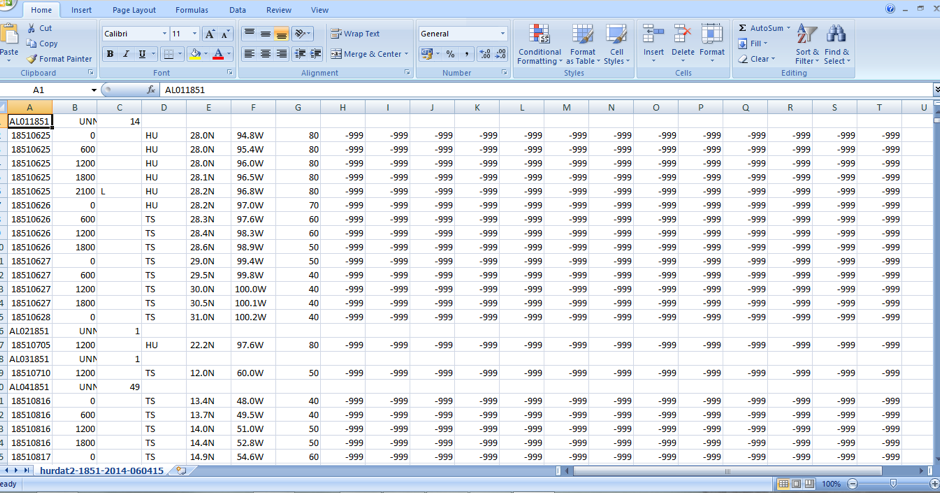 Home Insert Page Layout Formulas Data Review View
Cut Calibri 11 A A Wrap Text General AutoSum
Copy Fill
Paste Format Painter B I U Merge & Center $ % , .0 .00 Conditional Formatting Format as Table Cell Styles Insert Delete Format Clear Sort & Filter Find & Select
Clipboard Font Alignment Number Styles Cells Editing
A1 fx AL011851
A B C D E F G H I J K L M N O P Q R S T U
AL011851 UNN 14
18510625 0 HU 28.0N 94.8W 80 -999 -999 -999 -999 -999 -999 -999 -999 -999 -999 -999 -999 -999
18510625 600 HU 28.0N 95.4W 80 -999 -999 -999 -999 -999 -999 -999 -999 -999 -999 -999 -999 -999
18510625 1200 HU 28.0N 96.0W 80 -999 -999 -999 -999 -999 -999 -999 -999 -999 -999 -999 -999 -999
18510625 1800 HU 28.1N 96.5W 80 -999 -999 -999 -999 -999 -999 -999 -999 -999 -999 -999 -999 -999
18510625 2100 L HU 28.2N 96.8W 80 -999 -999 -999 -999 -999 -999 -999 -999 -999 -999 -999 -999 -999
18510626 0 HU 28.2N 97.0W 70 -999 -999 -999 -999 -999 -999 -999 -999 -999 -999 -999 -999 -999
18510626 600 TS 28.3N 97.6W 60 -999 -999 -999 -999 -999 -999 -999 -999 -999 -999 -999 -999 -999
18510626 1200 TS 28.4N 98.3W 60 -999 -999 -999 -999 -999 -999 -999 -999 -999 -999 -999 -999 -999
18510626 1800 TS 28.6N 98.9W 50 -999 -999 -999 -999 -999 -999 -999 -999 -999 -999 -999 -999 -999
18510627 0 TS 29.0N 99.4W 50 -999 -999 -999 -999 -999 -999 -999 -999 -999 -999 -999 -999 -999
18510627 600 TS 29.5N 99.8W 40 -999 -999 -999 -999 -999 -999 -999 -999 -999 -999 -999 -999 -999
18510627 1200 TS 30.0N 100.0W 40 -999 -999 -999 -999 -999 -999 -999 -999 -999 -999 -999 -999 -999
18510627 1800 TS 30.5N 100.1W 40 -999 -999 -999 -999 -999 -999 -999 -999 -999 -999 -999 -999 -999
18510628 0 TS 31.0N 100.2W 40 -999 -999 -999 -999 -999 -999 -999 -999 -999 -999 -999 -999 -999
AL021851 UNN 1
18510705 1200 HU 22.2N 97.6W 80 -999 -999 -999 -999 -999 -999 -999 -999 -999 -999 -999 -999 -999
AL031851 UNN 1
18510710 1200 TS 12.0N 60.0W 50 -999 -999 -999 -999 -999 -999 -999 -999 -999 -999 -999 -999 -999
AL041851 UNN 49
18510816 0 TS 13.4N 48.0W 40 -999 -999 -999 -999 -999 -999 -999 -999 -999 -999 -999 -999 -999
18510816 600 TS 13.7N 49.5W 40 -999 -999 -999 -999 -999 -999 -999 -999 -999 -999 -999 -999 -999
18510816 1200 TS 14.0N 51.0W 50 -999 -999 -999 -999 -999 -999 -999 -999 -999 -999 -999 -999 -999
18510816 1800 TS 14.4N 52.8W 50 -999 -999 -999 -999 -999 -999 -999 -999 -999 -999 -999 -999 -999
18510817 0 TS 14.9N 54.6W 60 -999 -999 -999 -999 -999 -999 -999 -999 -999 -999 -999 -999 -999
hurdat2-1851-2014-060415
eady 100%